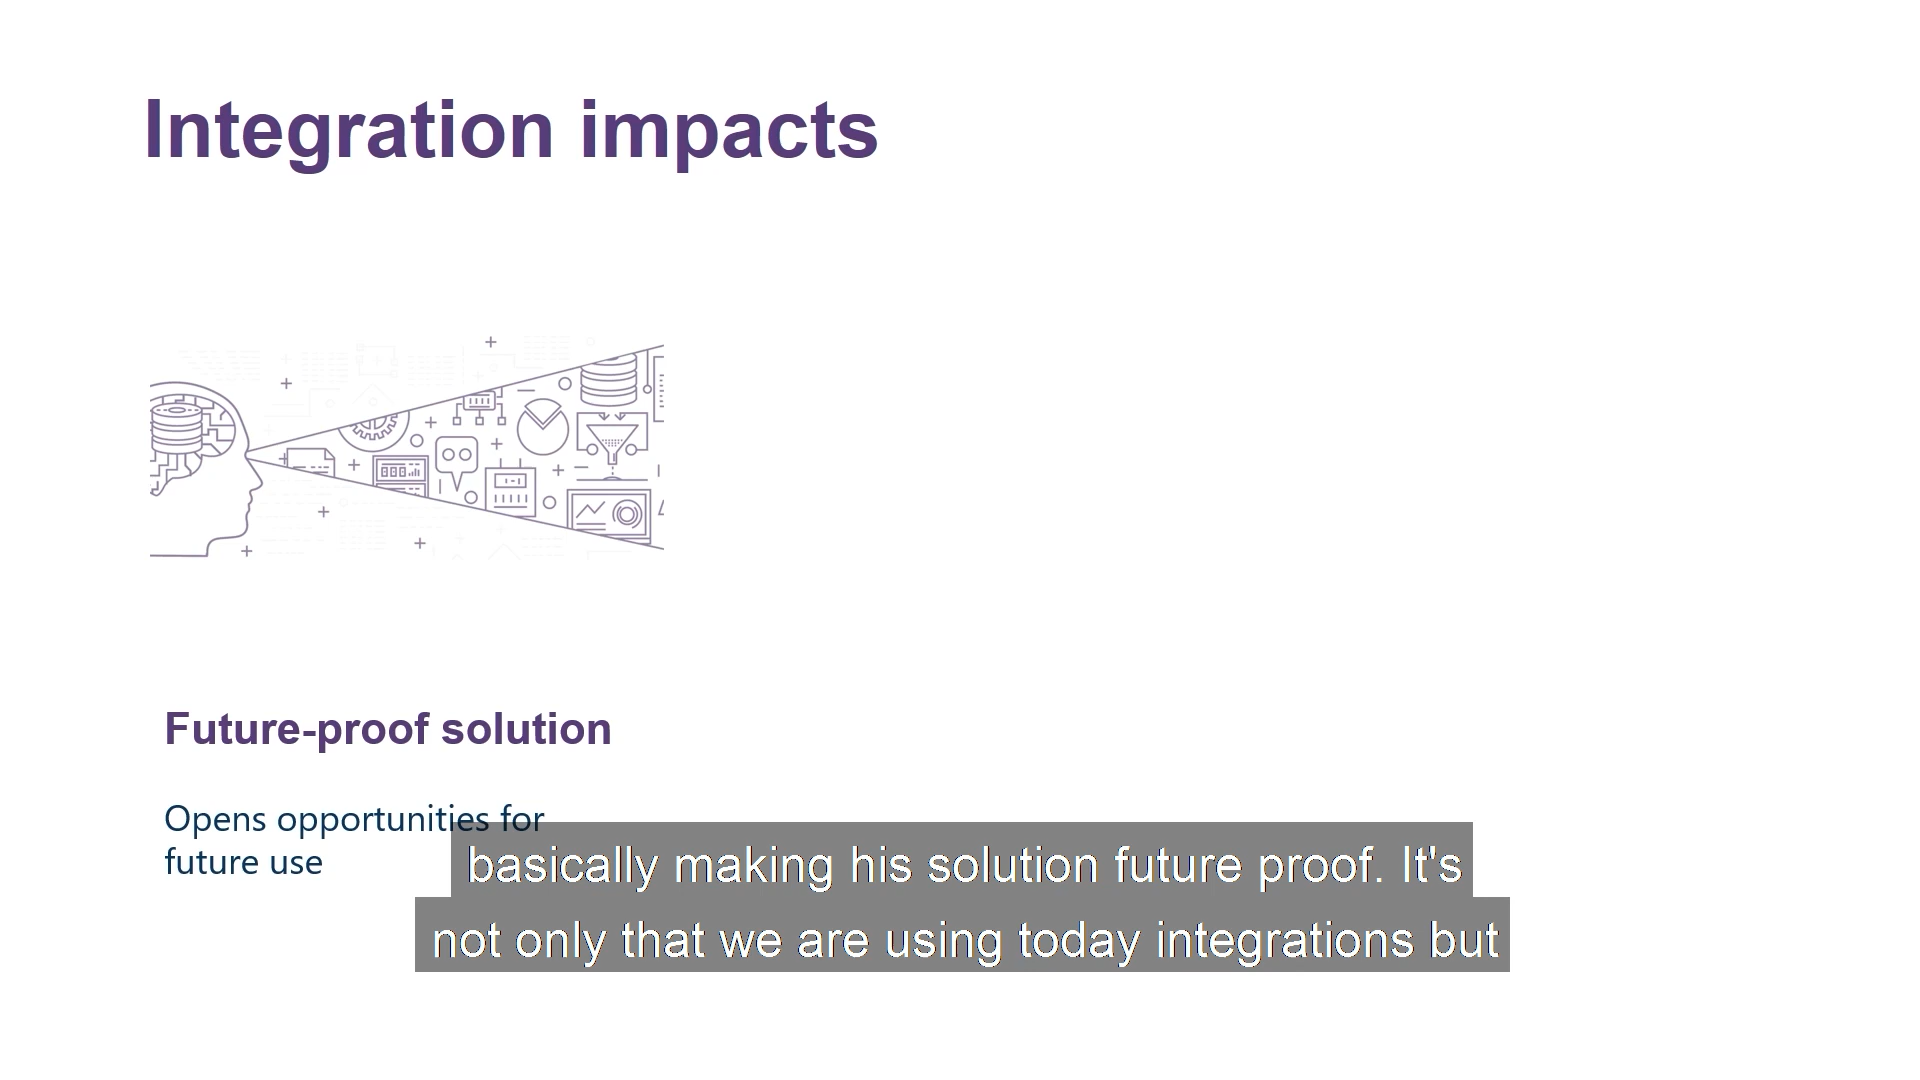 Integration impacts
Future-proof solution
Opens opportunities for
future use
basically making his solution future proof. It's
not only that we are using today integrations but